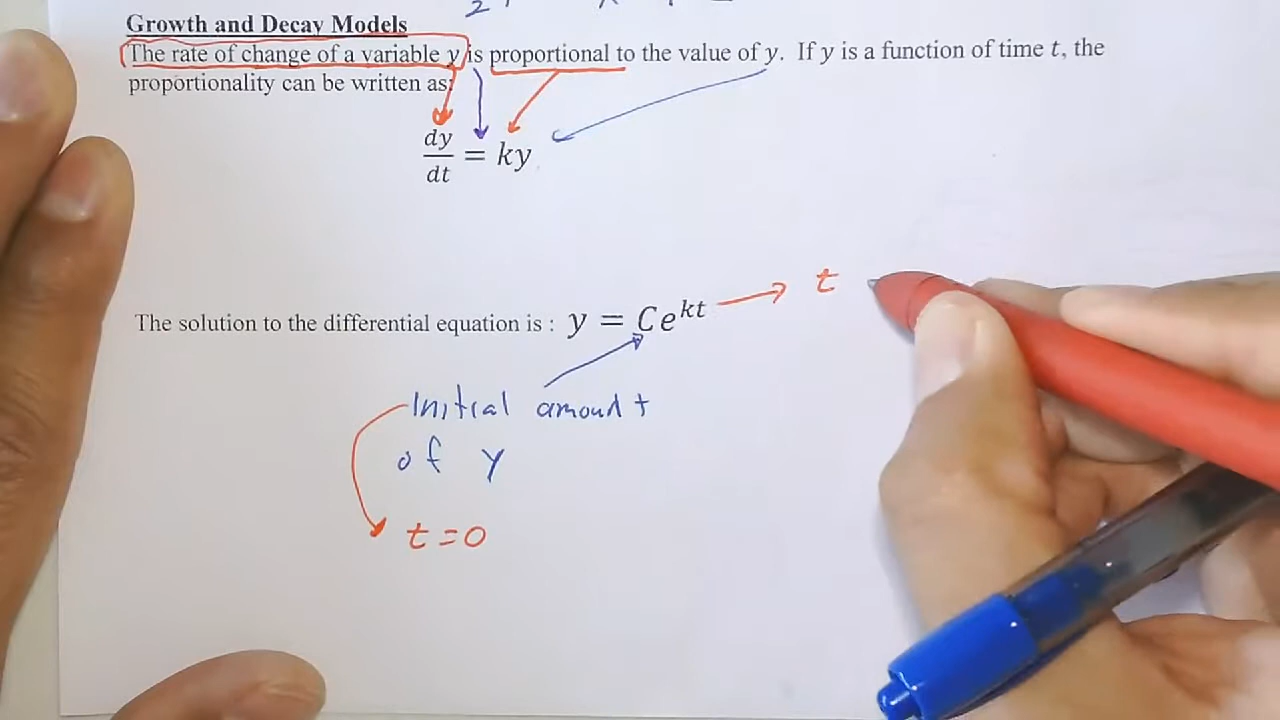 Growth and Decay Models
The rate of change of a variable y is proportional to the value of y. If y is a function of time t, the
proportionality can be written as:
dy/dt = ky
The solution to the differential equation is : y = Ce^{kt} → t
Initial amount
of y
t = 0